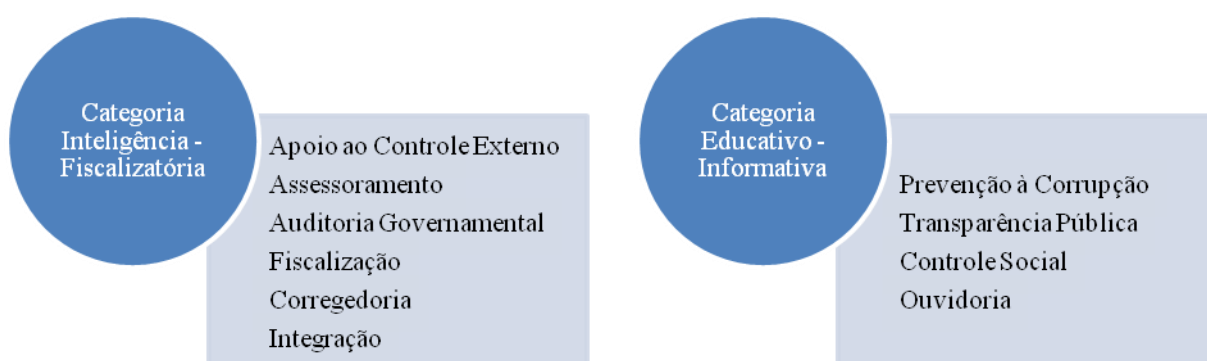 Categoria
Inteligência -
Fiscalizatória
Apoio ao Controle Externo
Assessoramento
Auditoria Governamental
Fiscalização
Corregedoria
Integração
Categoria
Educativo -
Informativa
Prevenção à Corrupção
Transparência Pública
Controle Social
Ouvidoria